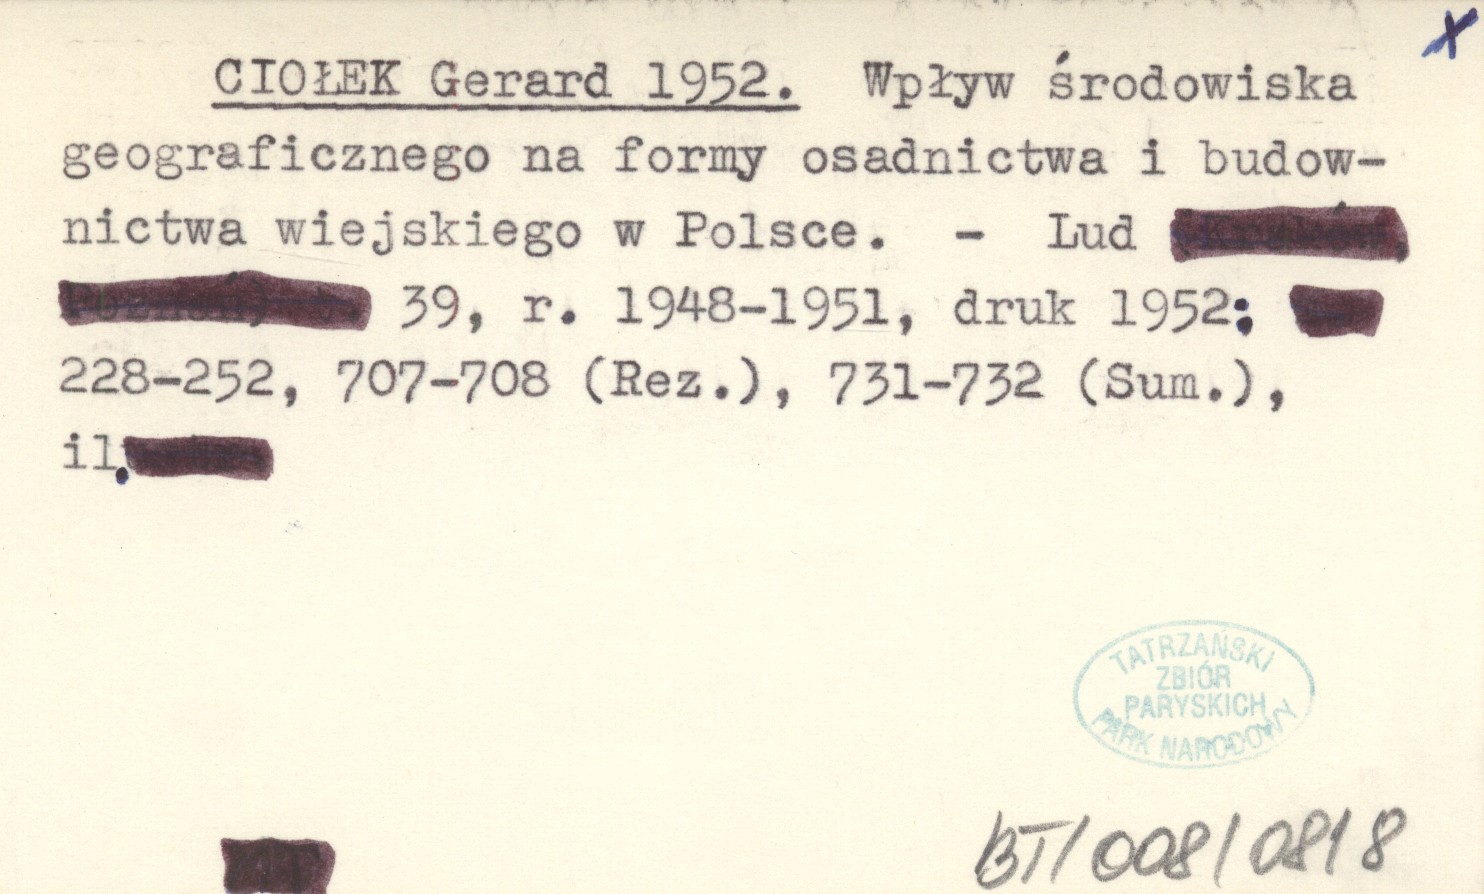 CIOŁEK Gerard 1952. Wpływ środowiska
geograficznego na formy osadnictwa i budow-
nictwa wiejskiego w Polsce. - Lud
39, r. 1948-1951, druk 1952;
228-252, 707-708 (Rez.), 731-732 (Sum.),
il.
TATRZAŃSKI
ZBIÓR
PARYSKICH
PARK NARODOWY
BT/008/0818